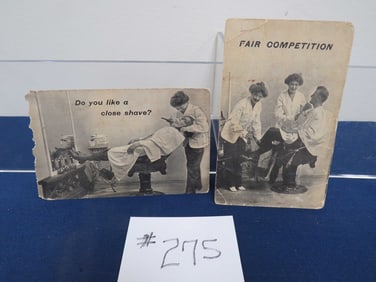 Do you like a
close shave?
FAIR COMPETITION
# 275